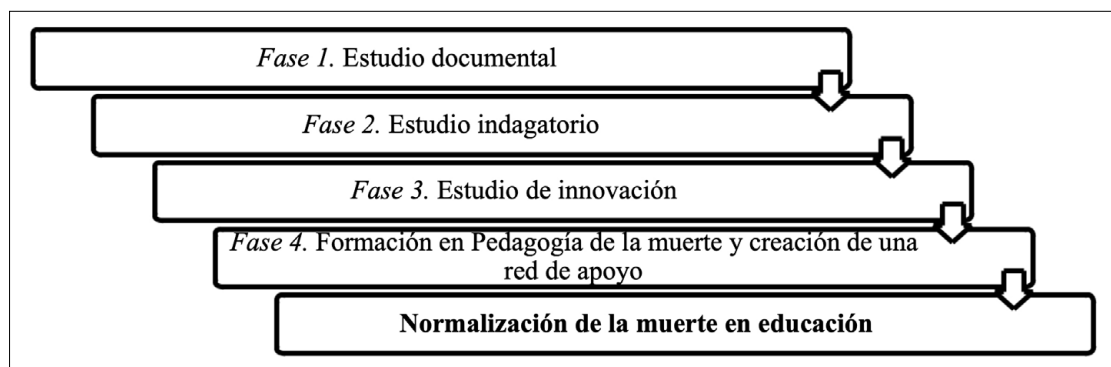 Fase 1. Estudio documental
Fase 2. Estudio indagatorio
Fase 3. Estudio de innovación
Fase 4. Formación en Pedagogía de la muerte y creación de una
red de apoyo
Normalización de la muerte en educación